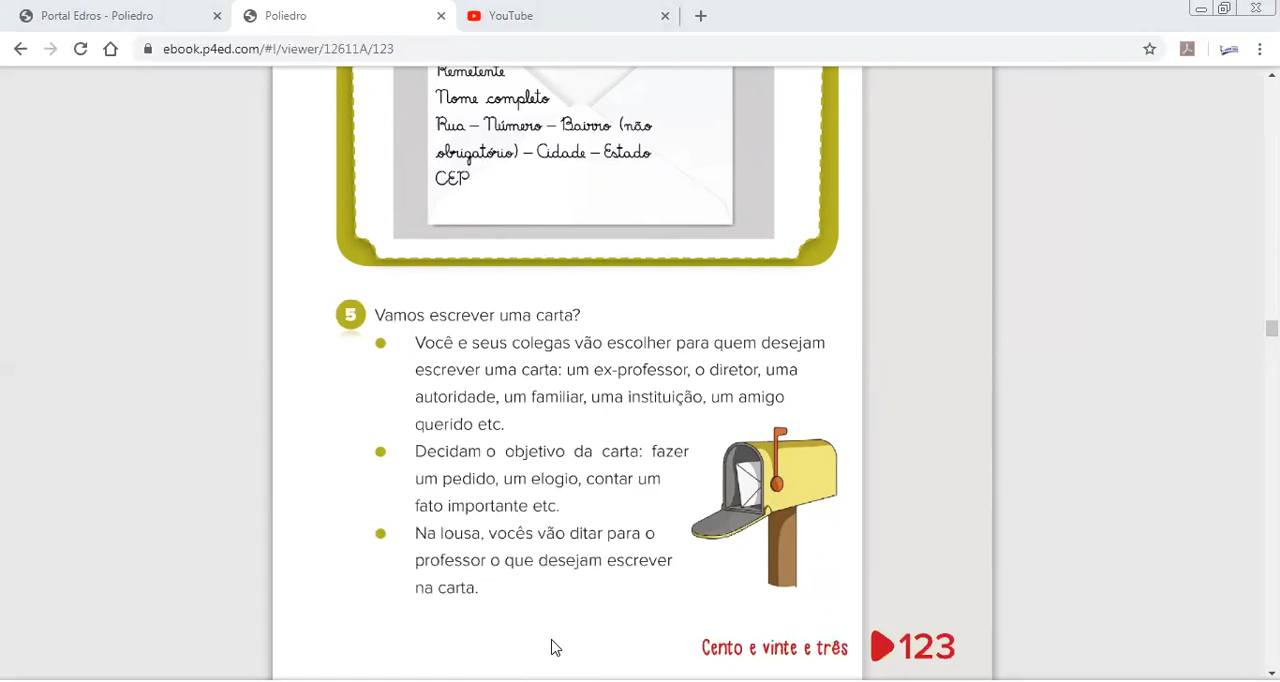 Portal Edros - Poliedro
Poliedro
YouTube
ebook.p4ed.com/#!/viewer/12611A/123
Remetente
Nome completo
Rua – Número – Bairro (não
obrigatório) – Cidade – Estado
CEP
5 Vamos escrever uma carta?
Você e seus colegas vão escolher para quem desejam
escrever uma carta: um ex-professor, o diretor, uma
autoridade, um familiar, uma instituição, um amigo
querido etc.
Decidam o objetivo da carta: fazer
um pedido, um elogio, contar um
fato importante etc.
Na lousa, vocês vão ditar para o
professor o que desejam escrever
na carta.
Cento e vinte e três 123